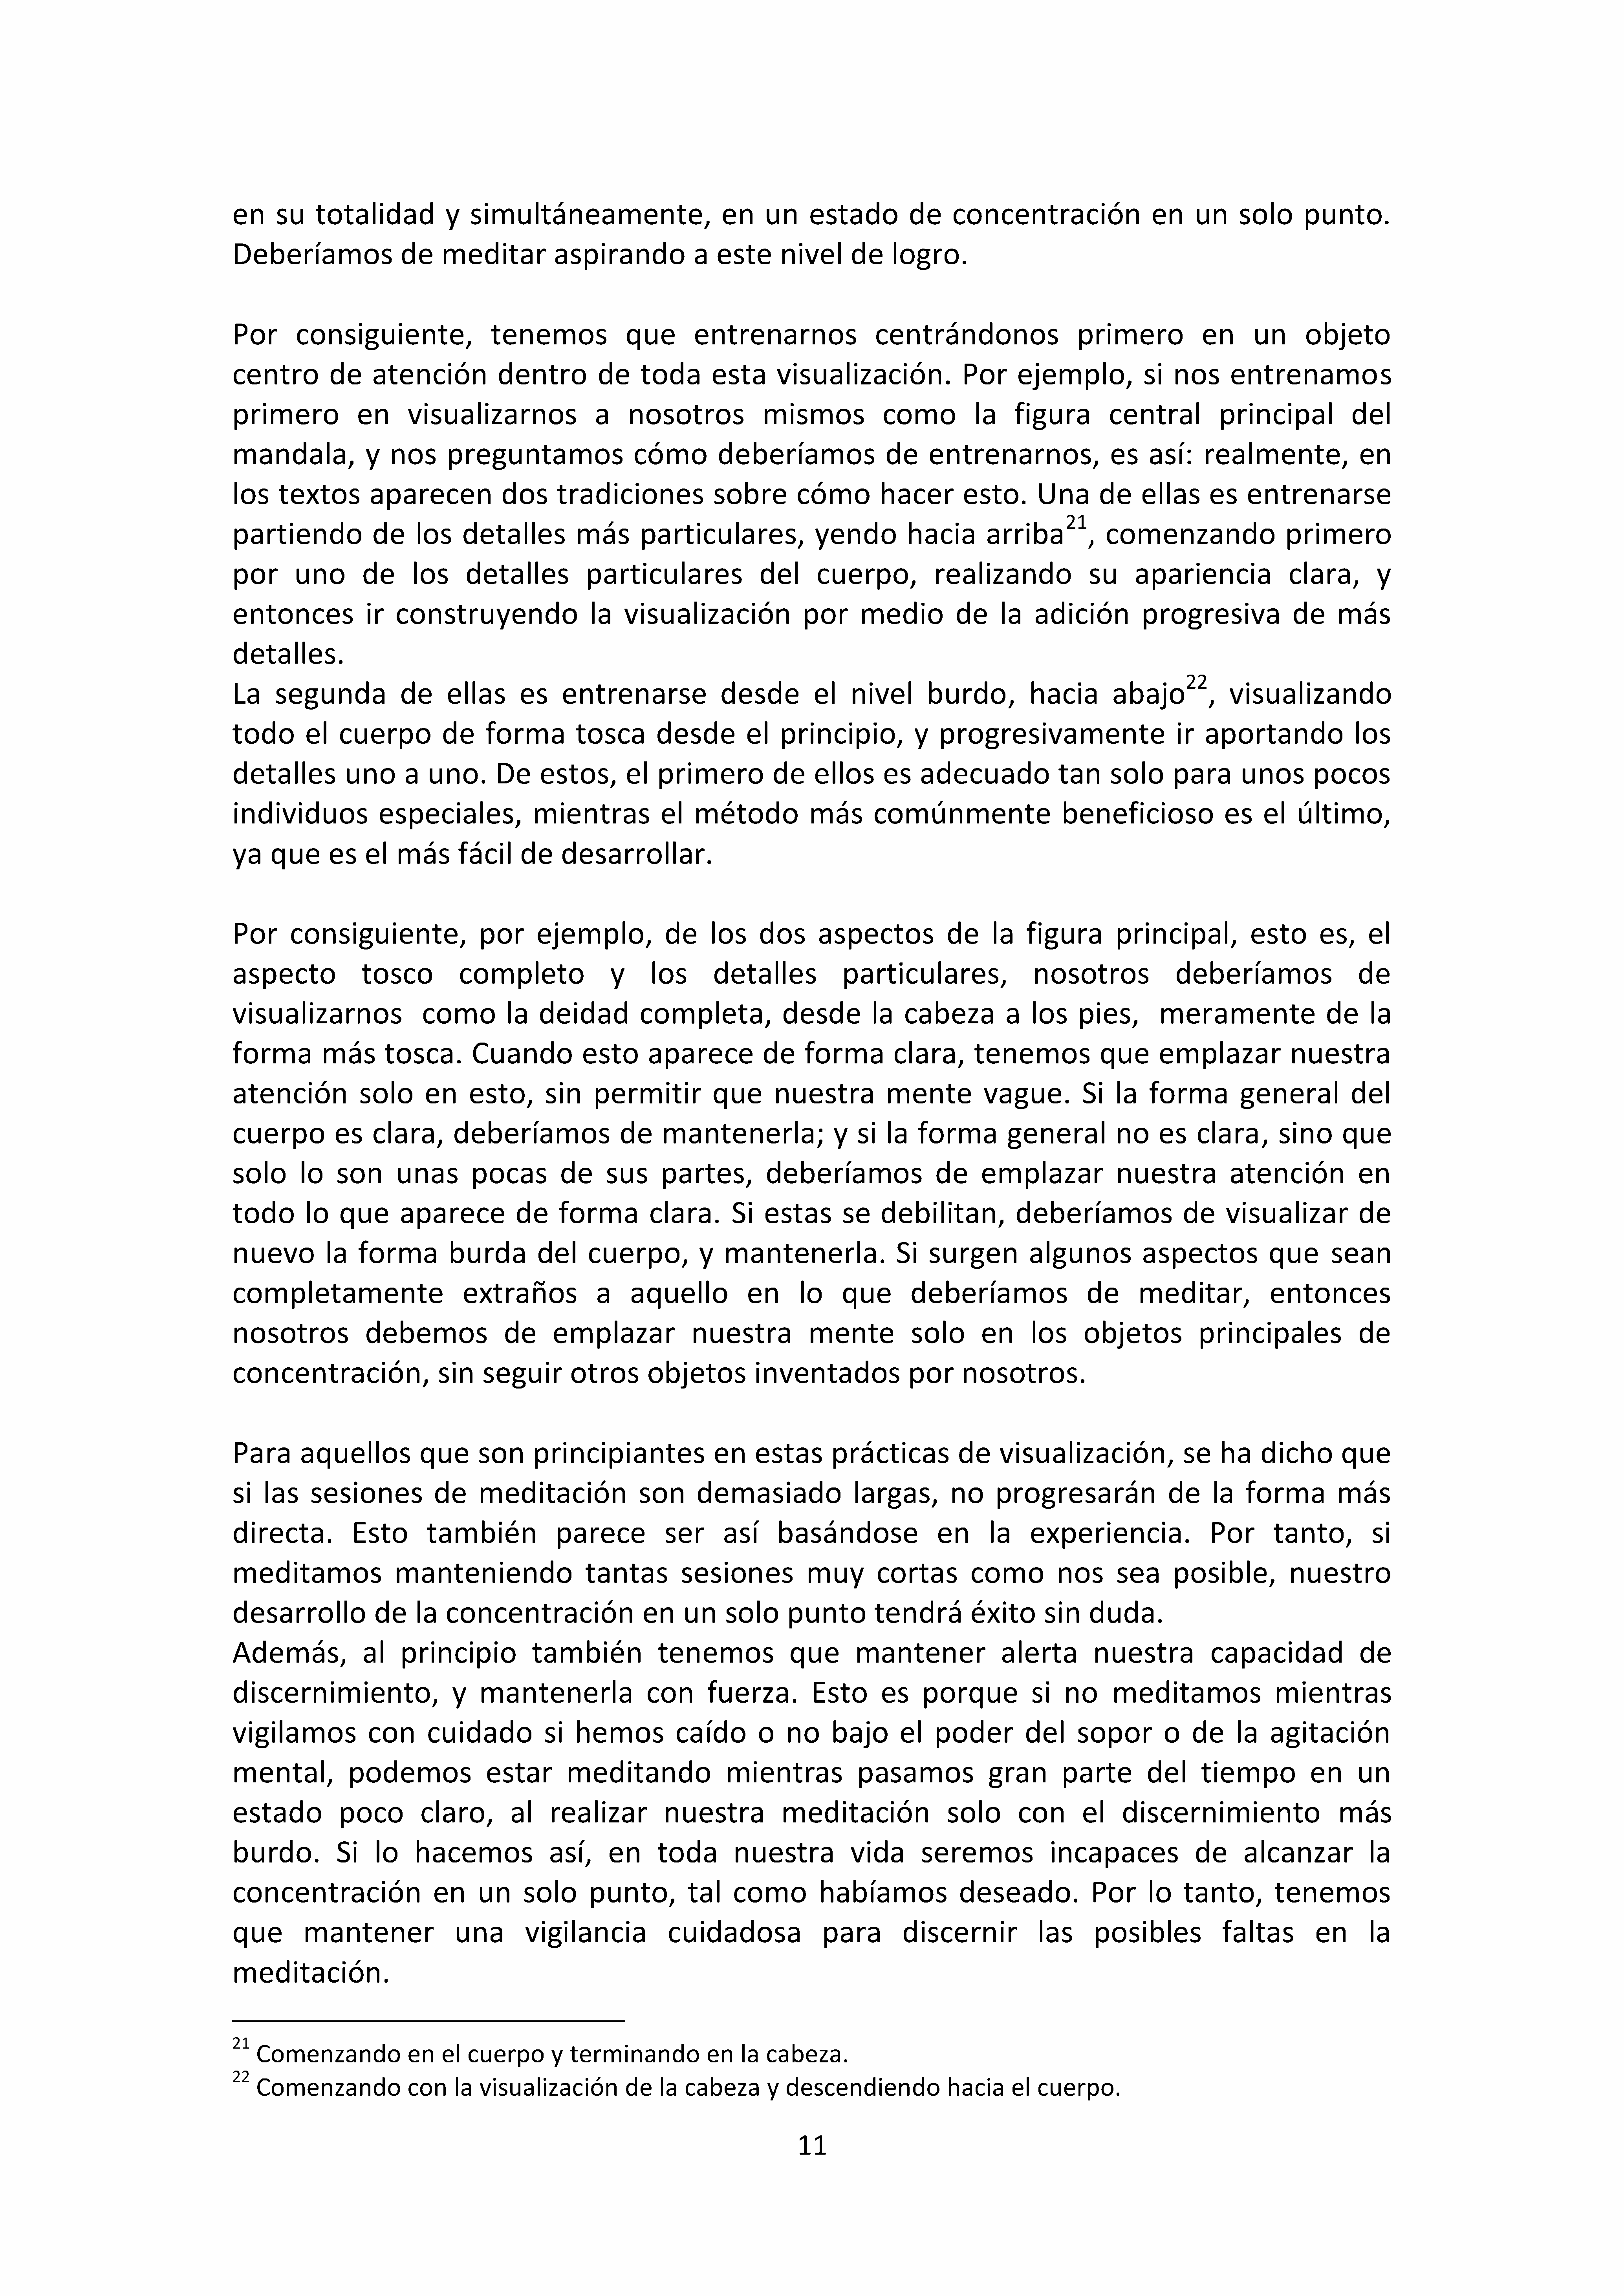 en su totalidad y simultáneamente, en un estado de concentración en un solo punto.
Deberíamos de meditar aspirando a este nivel de logro.
Por consiguiente, tenemos que entrenarnos centrándonos primero en un objeto
centro de atención dentro de toda esta visualización. Por ejemplo, si nos entrenamos
primero en visualizarnos a nosotros mismos como la figura central principal del
mandala, y nos preguntamos cómo deberíamos de entrenarnos, es así: realmente, en
los textos aparecen dos tradiciones sobre cómo hacer esto. Una de ellas es entrenarse
partiendo de los detalles más particulares, yendo hacia arriba21, comenzando primero
por uno de los detalles particulares del cuerpo, realizando su apariencia clara, y
entonces ir construyendo la visualización por medio de la adición progresiva de más
detalles.
La segunda de ellas es entrenarse desde el nivel burdo, hacia abajo22, visualizando
todo el cuerpo de forma tosca desde el principio, y progresivamente ir aportando los
detalles uno a uno. De estos, el primero de ellos es adecuado tan solo para unos pocos
individuos especiales, mientras el método más comúnmente beneficioso es el último,
ya que es el más fácil de desarrollar.
Por consiguiente, por ejemplo, de los dos aspectos de la figura principal, esto es, el
aspecto tosco completo y los detalles particulares, nosotros deberíamos de
visualizarnos como la deidad completa, desde la cabeza a los pies, meramente de la
forma más tosca. Cuando esto aparece de forma clara, tenemos que emplazar nuestra
atención solo en esto, sin permitir que nuestra mente vague. Si la forma general del
cuerpo es clara, deberíamos de mantenerla; y si la forma general no es clara, sino que
solo lo son unas pocas de sus partes, deberíamos de emplazar nuestra atención en
todo lo que aparece de forma clara. Si estas se debilitan, deberíamos de visualizar de
nuevo la forma burda del cuerpo, y mantenerla. Si surgen algunos aspectos que sean
completamente extraños a aquello en lo que deberíamos de meditar, entonces
nosotros debemos de emplazar nuestra mente solo en los objetos principales de
concentración, sin seguir otros objetos inventados por nosotros.
Para aquellos que son principiantes en estas prácticas de visualización, se ha dicho que
si las sesiones de meditación son demasiado largas, no progresarán de la forma más
directa. Esto también parece ser así basándose en la experiencia. Por tanto, si
meditamos manteniendo tantas sesiones muy cortas como nos sea posible, nuestro
desarrollo de la concentración en un solo punto tendrá éxito sin duda.
Además, al principio también tenemos que mantener alerta nuestra capacidad de
discernimiento, y mantenerla con fuerza. Esto es porque si no meditamos mientras
vigilamos con cuidado si hemos caído o no bajo el poder del sopor o de la agitación
mental, podemos estar meditando mientras pasamos gran parte del tiempo en un
estado poco claro, al realizar nuestra meditación solo con el discernimiento más
burdo. Si lo hacemos así, en toda nuestra vida seremos incapaces de alcanzar la
concentración en un solo punto, tal como habíamos deseado. Por lo tanto, tenemos
que mantener una vigilancia cuidadosa para discernir las posibles faltas en la
meditación.
21 Comenzando en el cuerpo y terminando en la cabeza.
22 Comenzando con la visualización de la cabeza y descendiendo hacia el cuerpo.
11